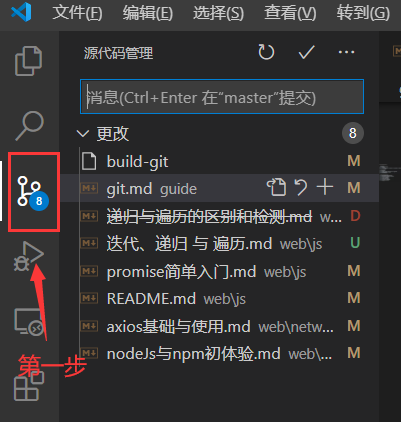 文件(F) 编辑(E) 选择(S) 查看(V) 转到(G)
源代码管理
消息(Ctrl+Enter 在“master”提交)
更改 8
build-git M
git.md guide M
递归与遍历的区别和检测.md w... D
8
迭代、递归 与 遍历.md web\js U
promise简单入门.md web\js M
README.md web\js M
axios基础与使用.md web\netw... M
nodeJs与npm初体验.md web\js M
第一步